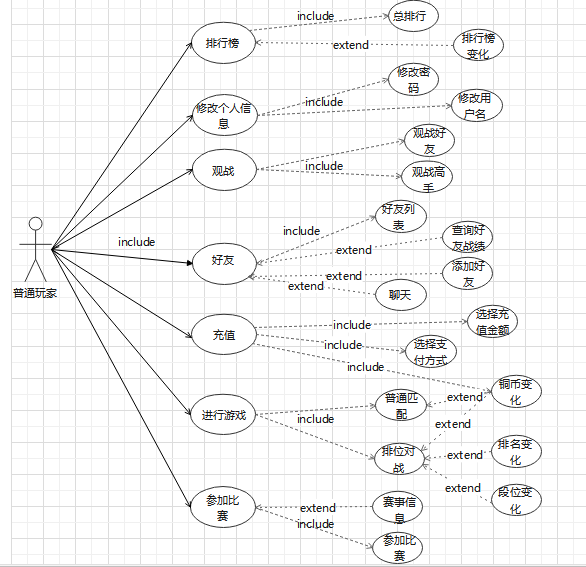 include
总排行
排行榜
extend
排行榜
变化
修改密
码
修改个人信
息
include
修改用
户名
观战好
友
观战
include
观战高
手
好友列
表
include
普通玩家
include
好友
extend
查询好
友战绩
extend
添加好
友
extend
聊天
充值
include
选择充
值金额
include
选择支
付方式
include
铜币变
化
进行游戏
include
普通匹
配
extend
extend
排位对
战
extend
排名变
化
extend
段位变
化
参加比
赛
extend
赛事信
息
include
参加比
赛